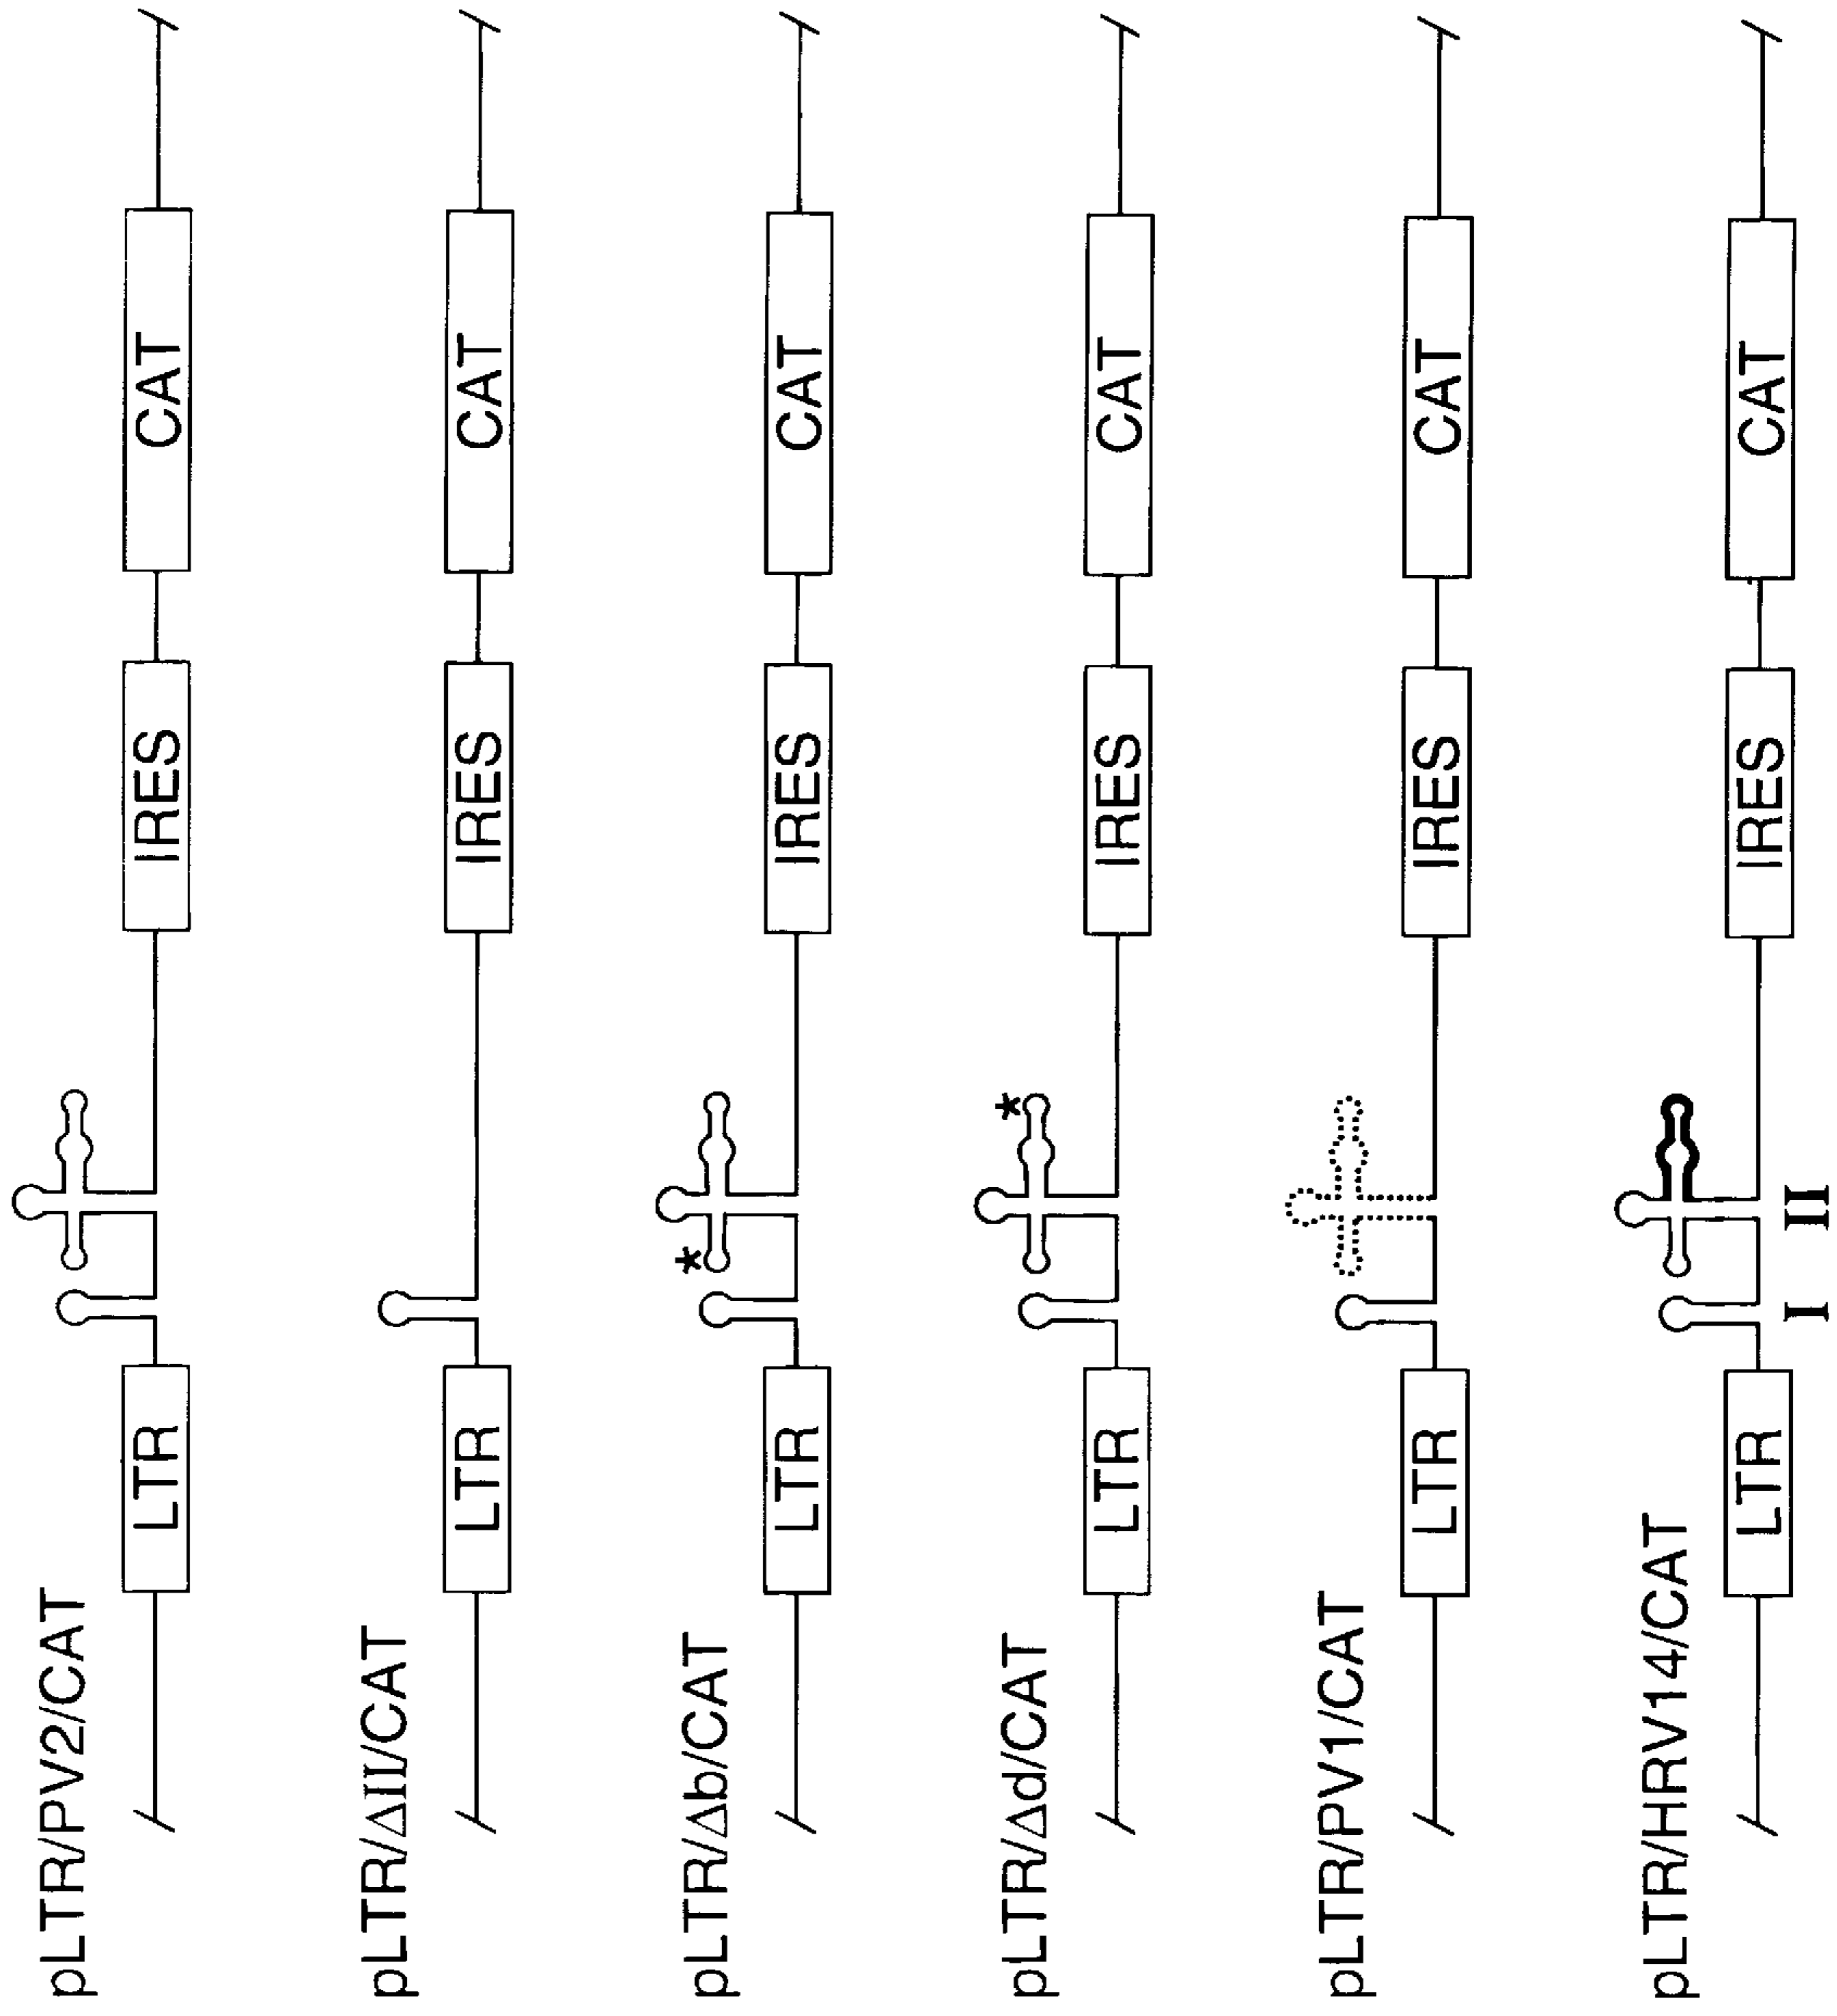 pLTR/PV2/CAT
LTR IRES CAT
pLTR/ΔII/CAT
LTR IRES CAT
pLTR/Δb/CAT
* LTR IRES CAT
pLTR/Δd/CAT
* LTR IRES CAT
pLTR/PV1/CAT
LTR IRES CAT
pLTR/HRV14/CAT
LTR IRES CAT
I II